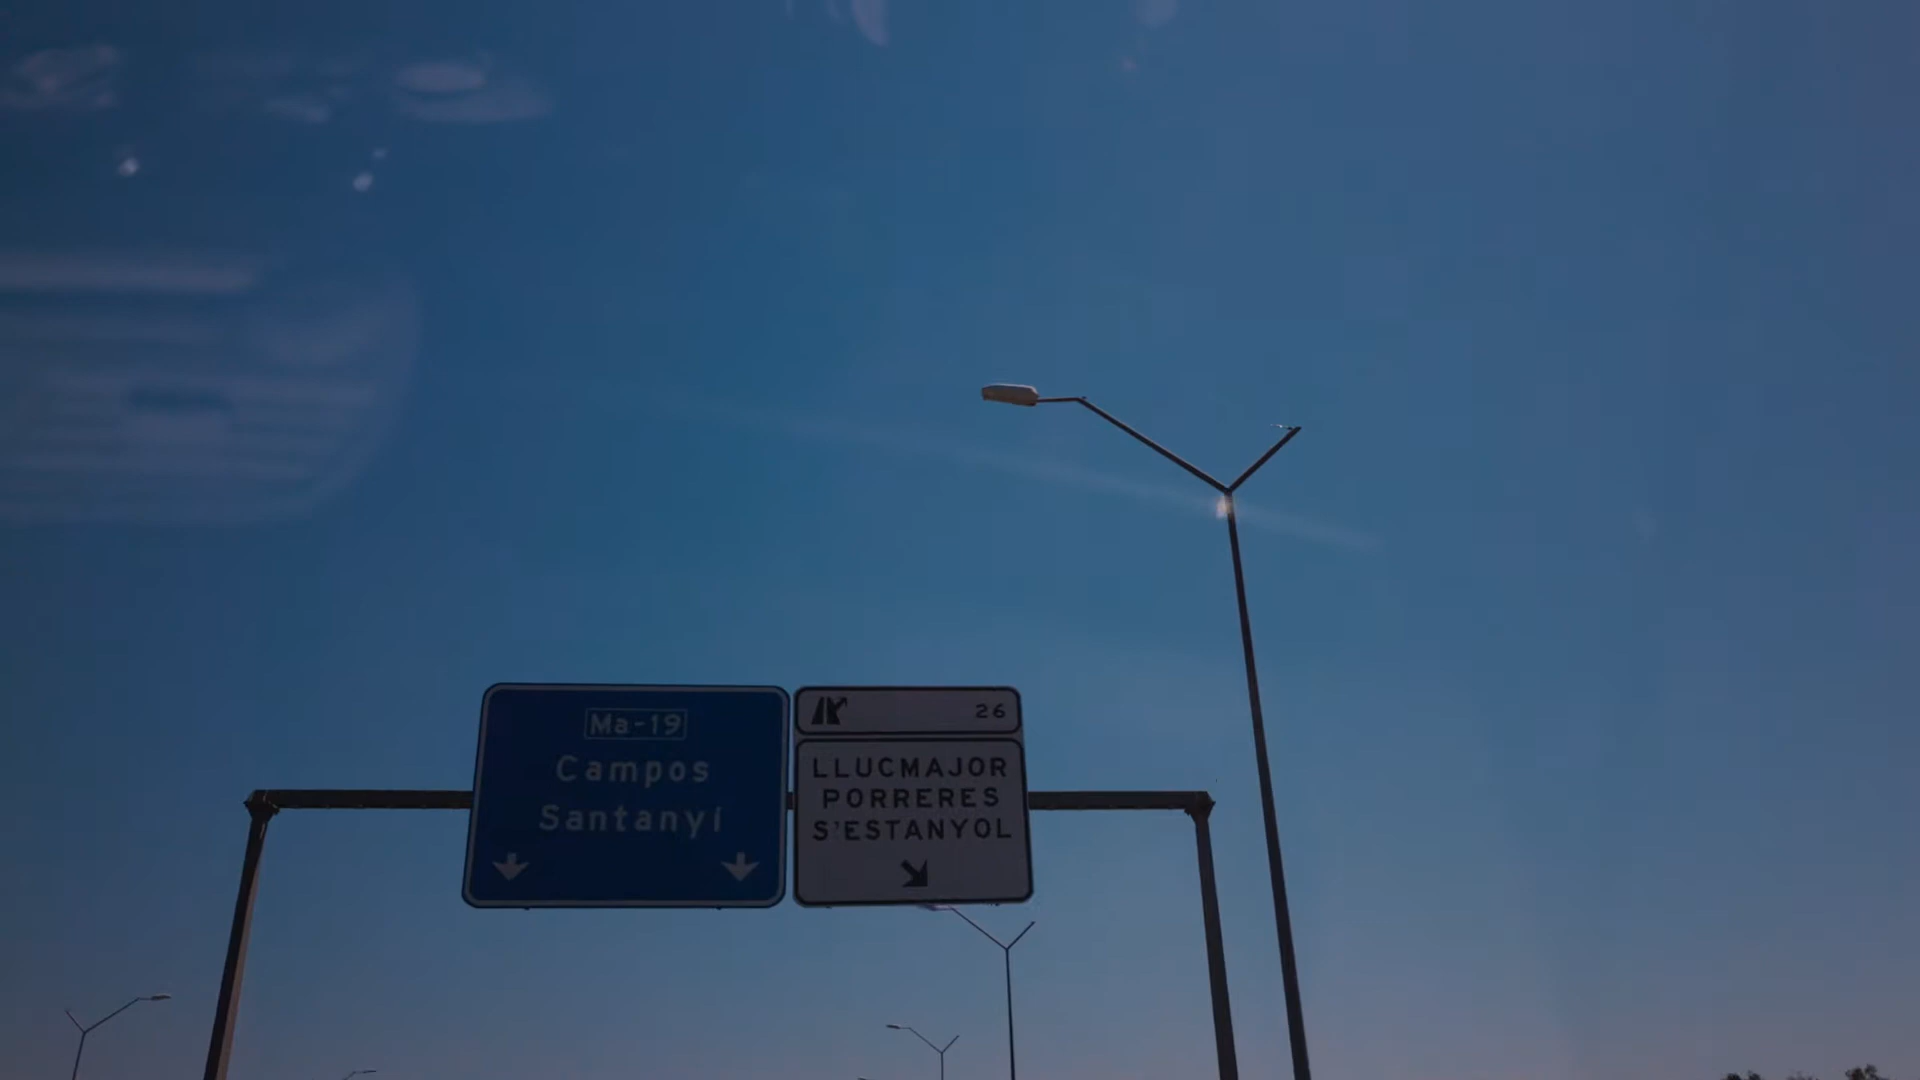 Ma-19
Campos
Santanyí
26
LLUCMAJOR
PORRERES
S'ESTANYOL